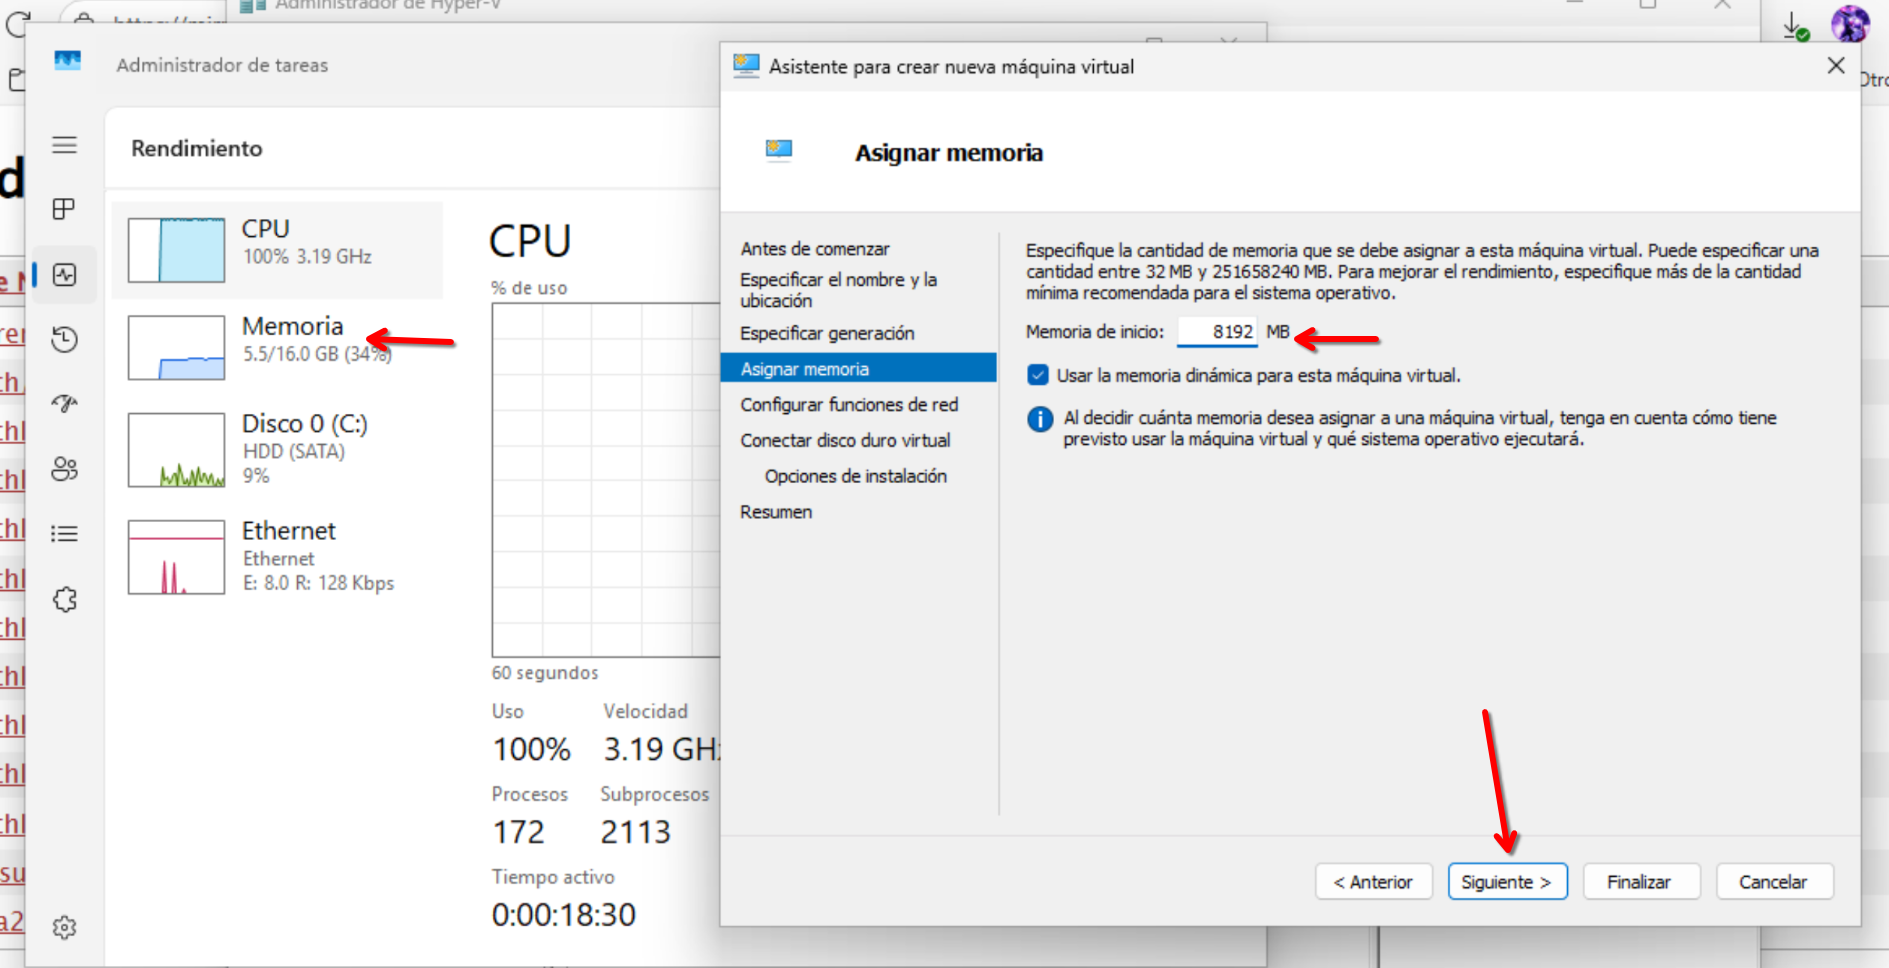 Administrador de Hyper-V
Administrador de tareas
Rendimiento
CPU
100% 3.19 GHz
Memoria
5.5/16.0 GB (34%)
Disco 0 (C:)
HDD (SATA)
9%
Ethernet
Ethernet
E: 8.0 R: 128 Kbps
CPU
% de uso
60 segundos
Uso
Velocidad
100%
3.19 GHz
Procesos
Subprocesos
172
2113
Tiempo activo
0:00:18:30
Asistente para crear nueva máquina virtual
Asignar memoria
Antes de comenzar
Especificar el nombre y la
ubicación
Especificar generación
Asignar memoria
Configurar funciones de red
Conectar disco duro virtual
Opciones de instalación
Resumen
Especifique la cantidad de memoria que se debe asignar a esta máquina virtual. Puede especificar una
cantidad entre 32 MB y 251658240 MB. Para mejorar el rendimiento, especifique más de la cantidad
mínima recomendada para el sistema operativo.
Memoria de inicio: 8192 MB
Usar la memoria dinámica para esta máquina virtual.
Al decidir cuánta memoria desea asignar a una máquina virtual, tenga en cuenta cómo tiene
previsto usar la máquina virtual y qué sistema operativo ejecutará.
< Anterior
Siguiente >
Finalizar
Cancelar